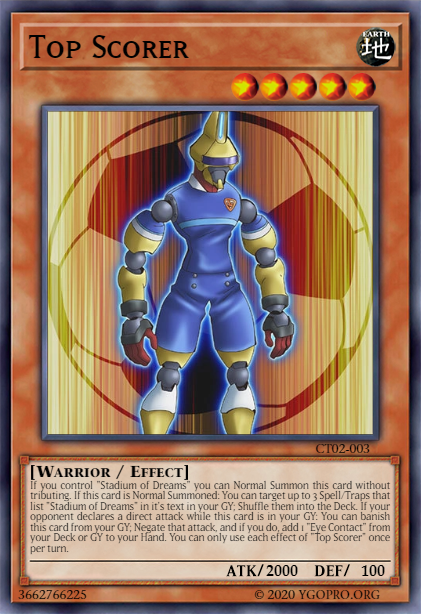 Top Scorer
EARTH
地
CT02-003
[Warrior / Effect]
If you control "Stadium of Dreams" you can Normal Summon this card without
tributing. If this card is Normal Summoned: You can target up to 3 Spell/Traps that
list "Stadium of Dreams" in it's text in your GY; Shuffle them into the Deck. If your
opponent declares a direct attack while this card is in your GY: You can banish
this card from your GY; Negate that attack, and if you do, add 1 "Eye Contact" from
your Deck or GY to your Hand. You can only use each effect of "Top Scorer" once
per turn.
ATK/2000 DEF/ 100
3662766225 © 2020 YGOPRO.ORG